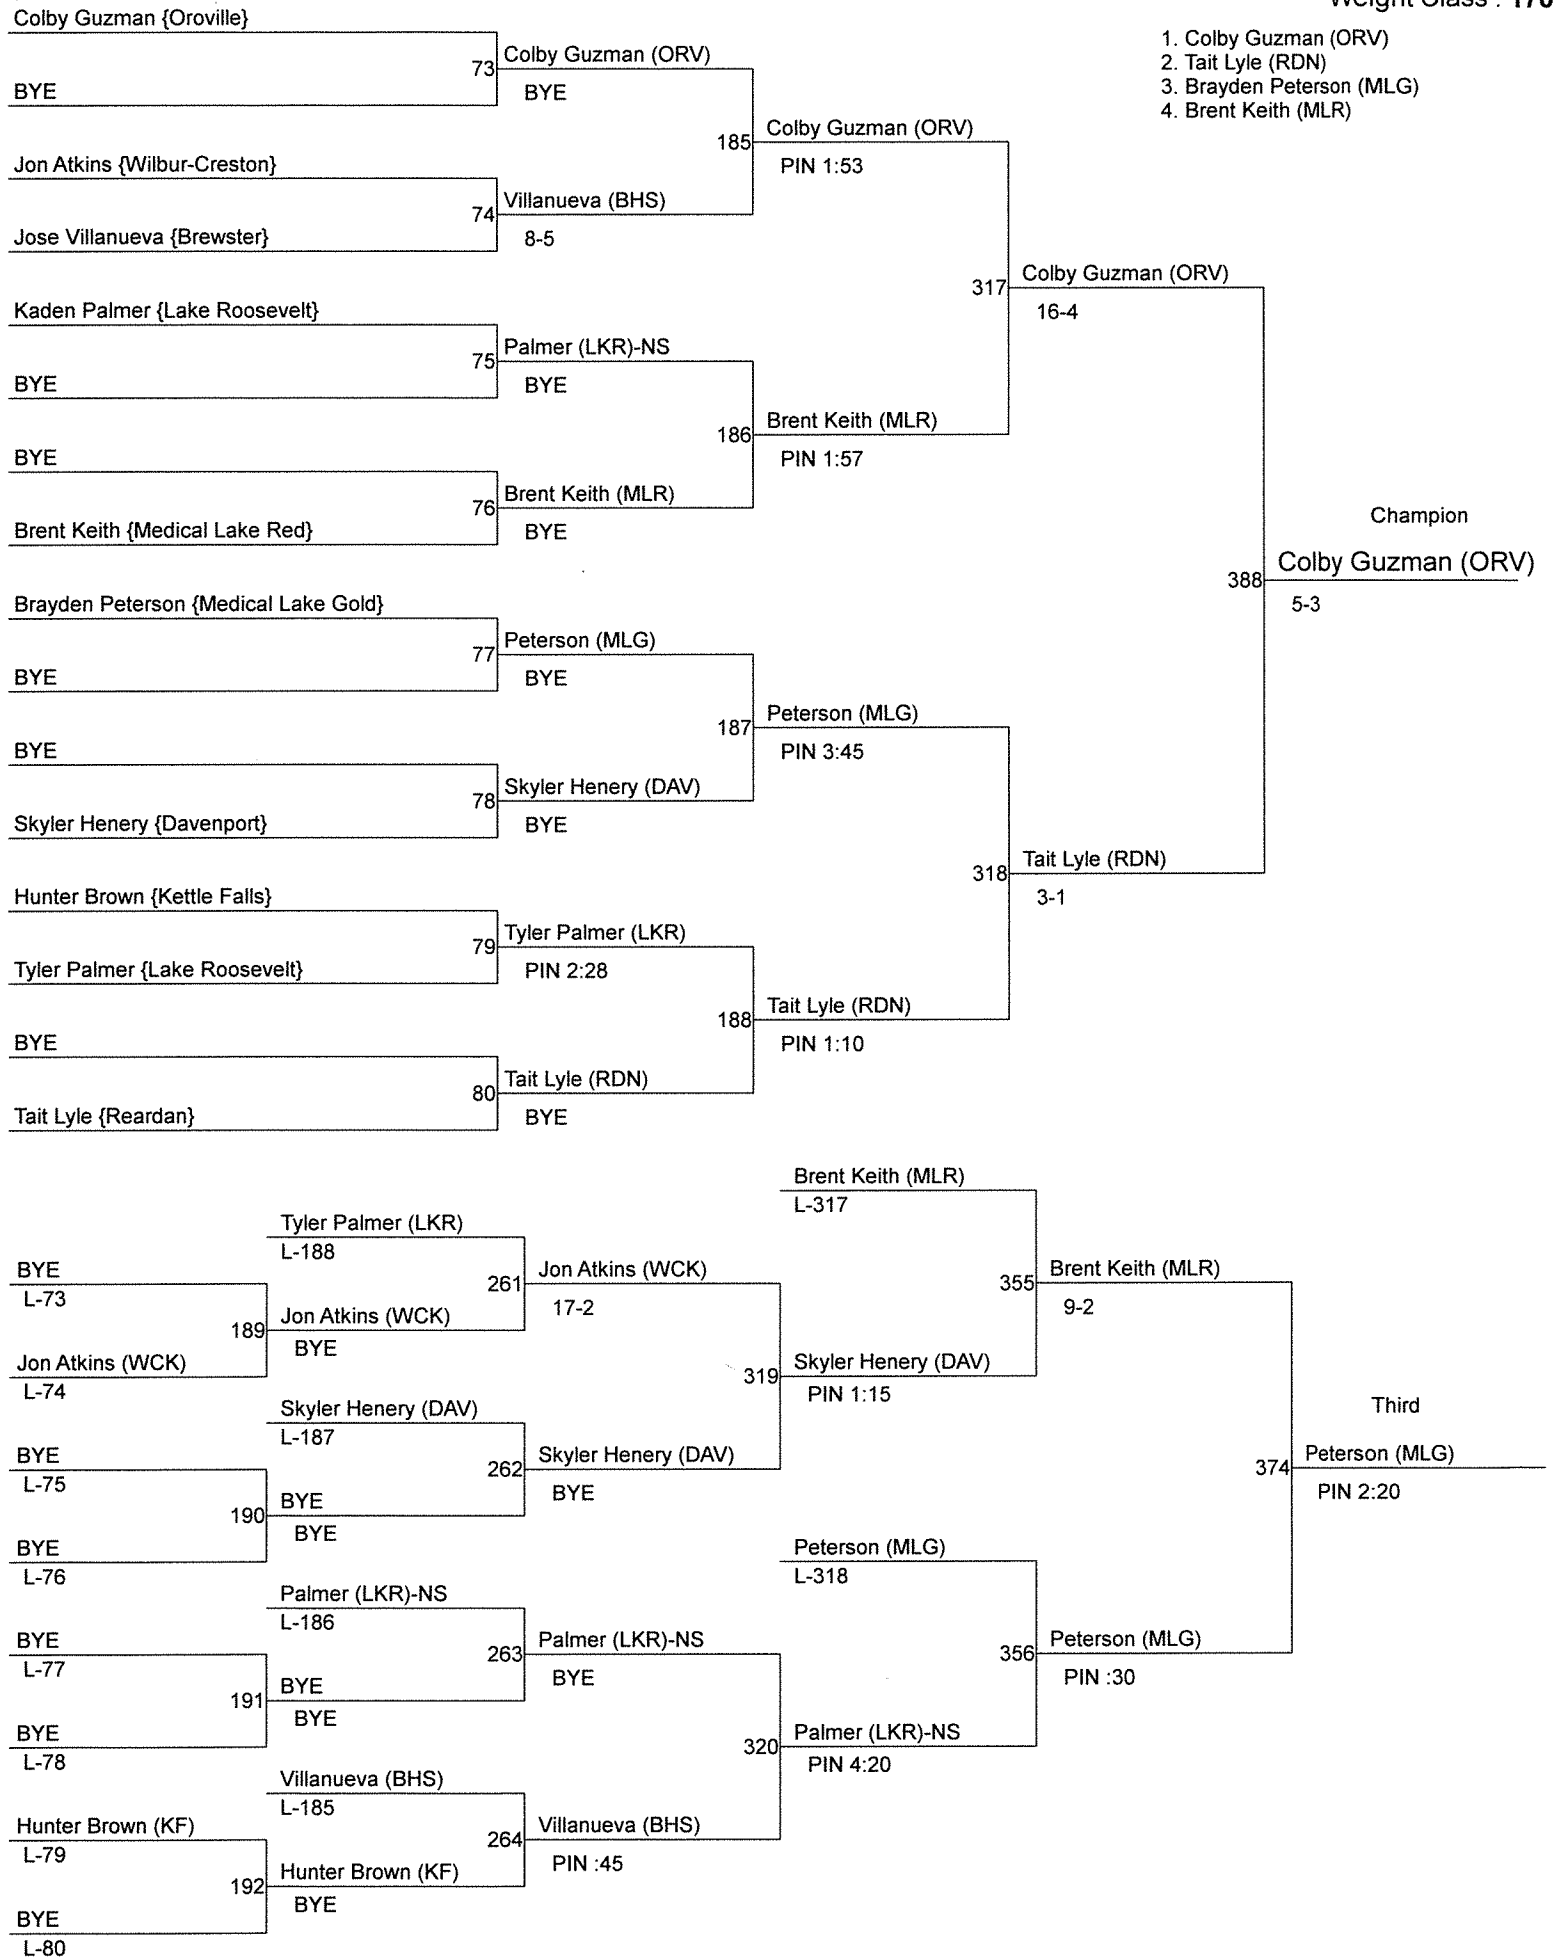 Weight Class : 170
1. Colby Guzman (ORV)
2. Tait Lyle (RDN)
3. Brayden Peterson (MLG)
4. Brent Keith (MLR)
Colby Guzman {Oroville}
73
Colby Guzman (ORV)
BYE
BYE
185
Colby Guzman (ORV)
PIN 1:53
Jon Atkins {Wilbur-Creston}
74
Villanueva (BHS)
8-5
Jose Villanueva {Brewster}
317
Colby Guzman (ORV)
16-4
Kaden Palmer {Lake Roosevelt}
75
Palmer (LKR)-NS
BYE
BYE
186
Brent Keith (MLR)
PIN 1:57
BYE
76
Brent Keith (MLR)
BYE
Brent Keith {Medical Lake Red}
Champion
388
Colby Guzman (ORV)
5-3
Brayden Peterson {Medical Lake Gold}
77
Peterson (MLG)
BYE
BYE
187
Peterson (MLG)
PIN 3:45
BYE
78
Skyler Henery (DAV)
BYE
Skyler Henery {Davenport}
318
Tait Lyle (RDN)
3-1
Hunter Brown {Kettle Falls}
79
Tyler Palmer (LKR)
PIN 2:28
Tyler Palmer {Lake Roosevelt}
188
Tait Lyle (RDN)
PIN 1:10
BYE
80
Tait Lyle (RDN)
BYE
Tait Lyle {Reardan}
Brent Keith (MLR)
L-317
Tyler Palmer (LKR)
L-188
BYE
L-73
261
Jon Atkins (WCK)
17-2
355
Brent Keith (MLR)
9-2
189
Jon Atkins (WCK)
BYE
Jon Atkins (WCK)
L-74
319
Skyler Henery (DAV)
PIN 1:15
Skyler Henery (DAV)
L-187
Third
BYE
L-75
262
Skyler Henery (DAV)
BYE
374
Peterson (MLG)
PIN 2:20
190
BYE
BYE
BYE
L-76
Peterson (MLG)
L-318
Palmer (LKR)-NS
L-186
BYE
L-77
263
Palmer (LKR)-NS
BYE
356
Peterson (MLG)
PIN :30
191
BYE
BYE
BYE
L-78
320
Palmer (LKR)-NS
PIN 4:20
Villanueva (BHS)
L-185
Hunter Brown (KF)
L-79
264
Villanueva (BHS)
PIN :45
192
Hunter Brown (KF)
BYE
BYE
L-80